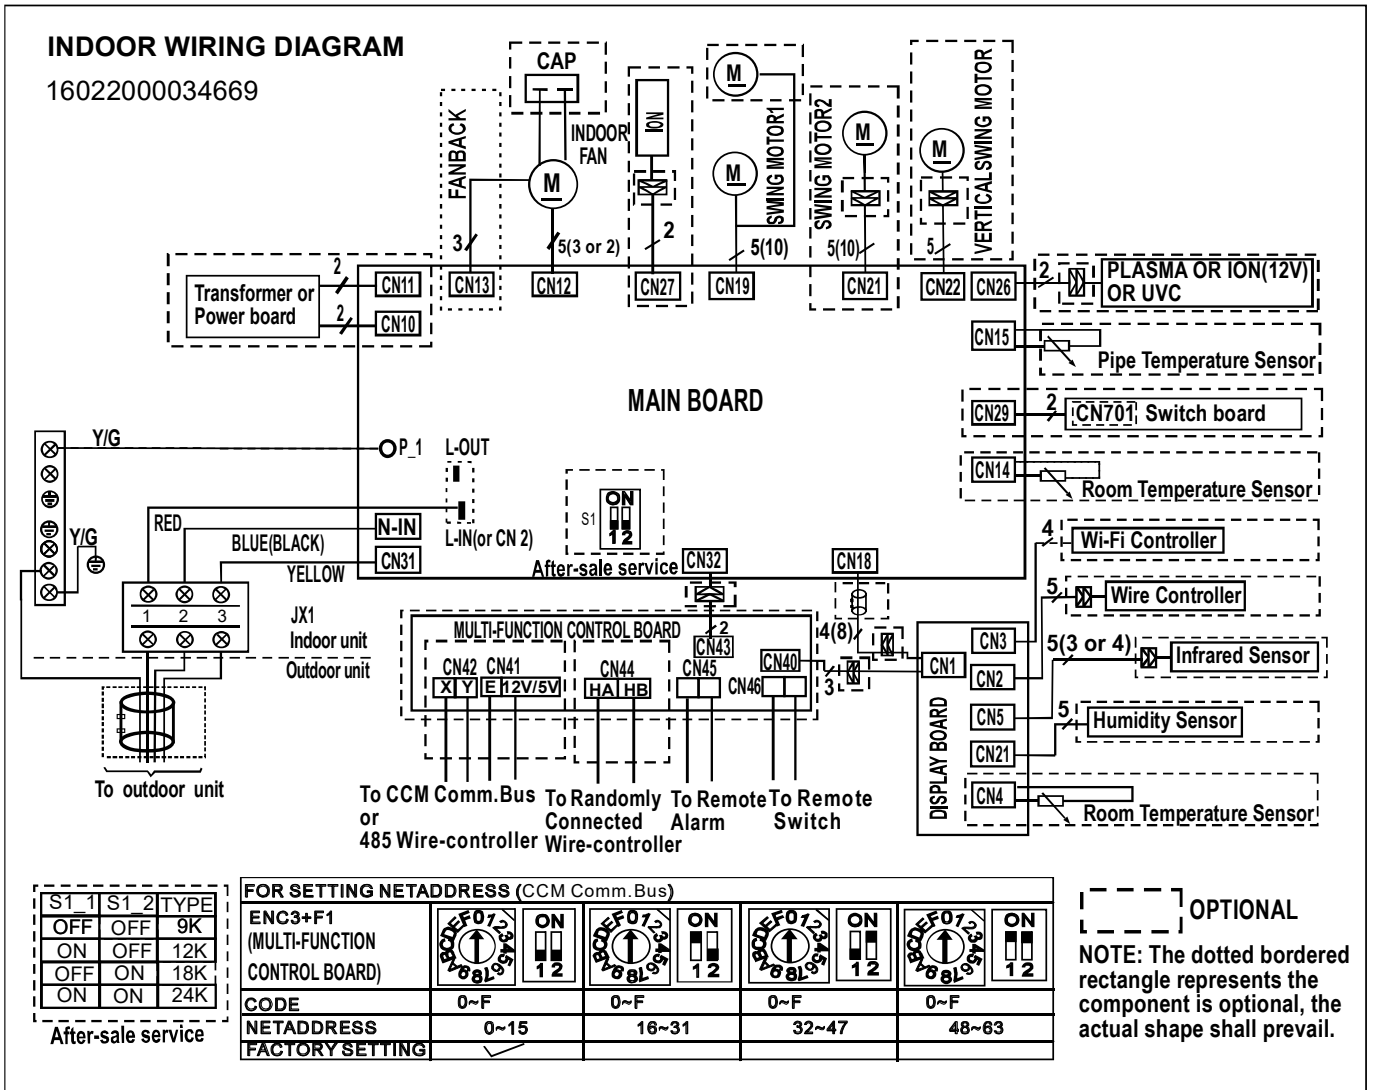 INDOOR WIRING DIAGRAM
16022000034669
CAP
INDOOR
FAN
FANBACK
ION
M
M
M
M
M
SWING MOTOR1
SWING MOTOR2
VERTICAL SWING MOTOR
3
5(3 or 2)
2
5(10)
5(10)
5
Transformer or
Power board
2
2
CN11
CN10
CN13
CN12
CN27
CN19
CN21
CN22
CN26
2
PLASMA OR ION(12V)
OR UVC
CN15
Pipe Temperature Sensor
MAIN BOARD
CN29
2
CN701
Switch board
CN14
Room Temperature Sensor
Y/G
P_1
L-OUT
L-IN(or CN 2)
RED
N-IN
BLUE(BLACK)
CN31
YELLOW
Y/G
S1
ON
1 2
After-sale service
CN32
CN18
4
Wi-Fi Controller
5
Wire Controller
5(3 or 4)
Infrared Sensor
5
Humidity Sensor
1 2 3
JX1
Indoor unit
Outdoor unit
To outdoor unit
MULTI-FUNCTION CONTROL BOARD
2
CN43
4(8)
CN42
X Y
CN41
E 12V/5V
CN44
HA HB
CN45
CN46
CN40
3
CN1
CN3
CN2
CN5
CN21
CN4
DISPLAY BOARD
Room Temperature Sensor
To CCM Comm.Bus
or
485 Wire-controller
To Randomly
Connected
Wire-controller
To Remote
Alarm
To Remote
Switch
S1_1 S1_2 TYPE
OFF OFF 9K
ON OFF 12K
OFF ON 18K
ON ON 24K
After-sale service
FOR SETTING NETADDRESS (CCM Comm.Bus)
ENC3+F1
(MULTI-FUNCTION
CONTROL BOARD)
0123456789ABCDEF
ON
1 2
0123456789ABCDEF
ON
1 2
0123456789ABCDEF
ON
1 2
0123456789ABCDEF
ON
1 2
CODE 0~F 0~F 0~F 0~F
NETADDRESS 0~15 16~31 32~47 48~63
FACTORY SETTING
OPTIONAL
NOTE: The dotted bordered
rectangle represents the
component is optional, the
actual shape shall prevail.